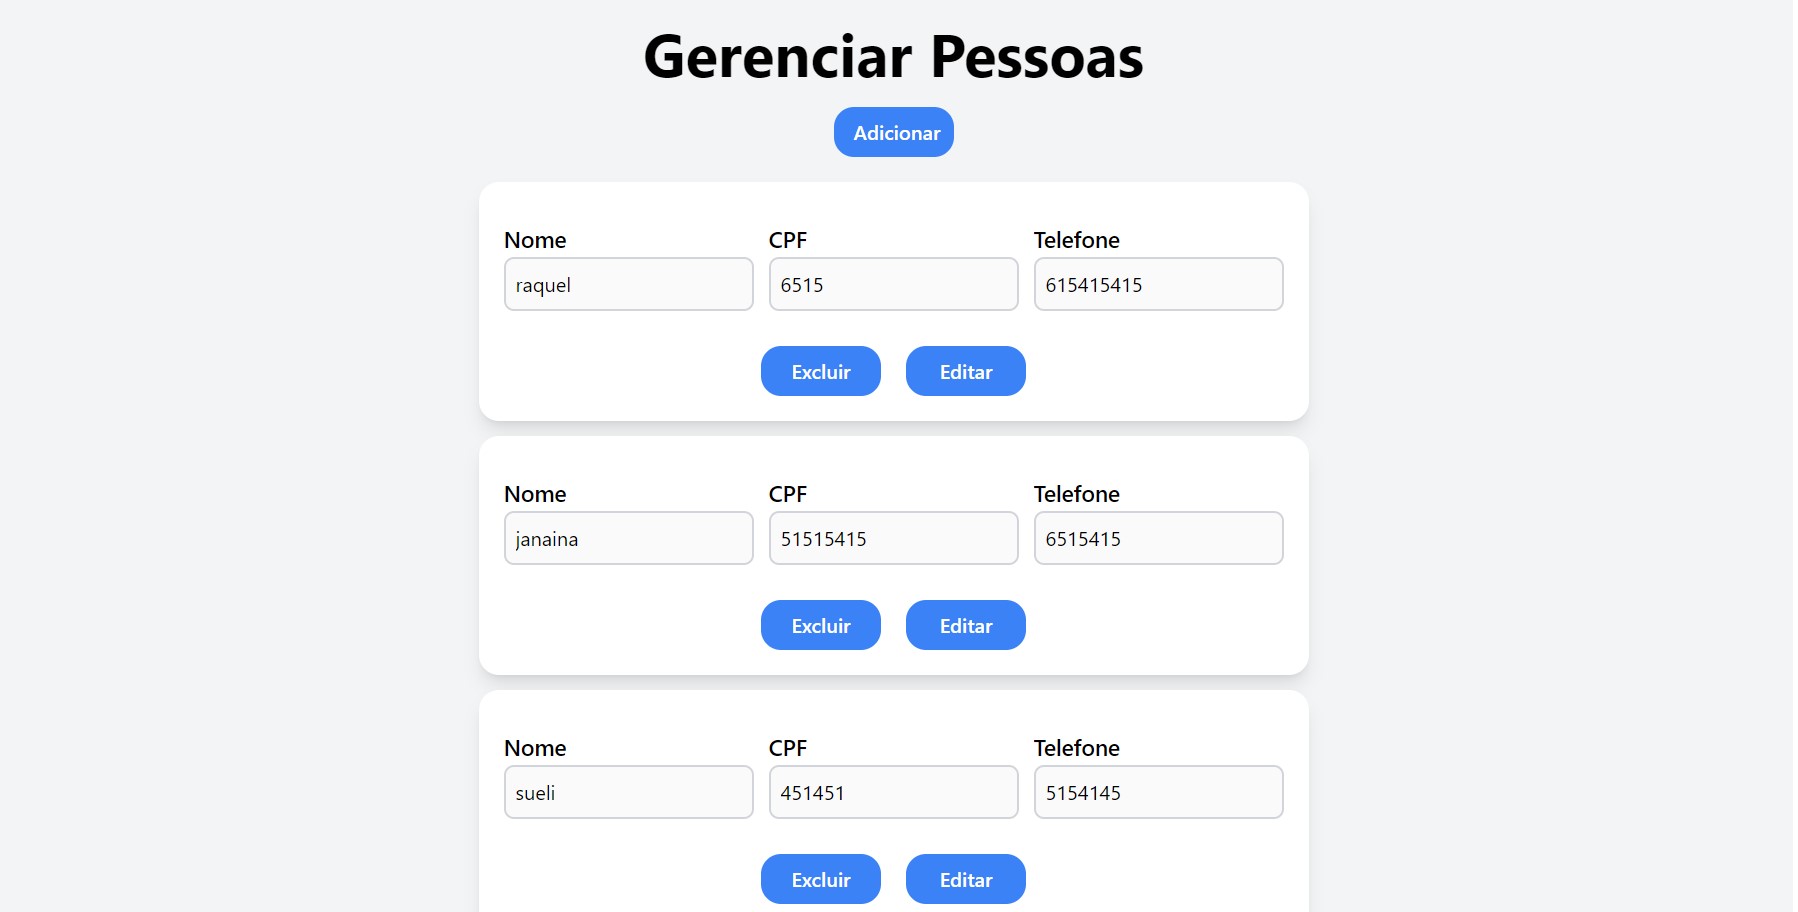 Gerenciar Pessoas
Adicionar
Nome CPF Telefone
raquel 6515 615415415
Excluir Editar
Nome CPF Telefone
janaina 51515415 6515415
Excluir Editar
Nome CPF Telefone
sueli 451451 5154145
Excluir Editar